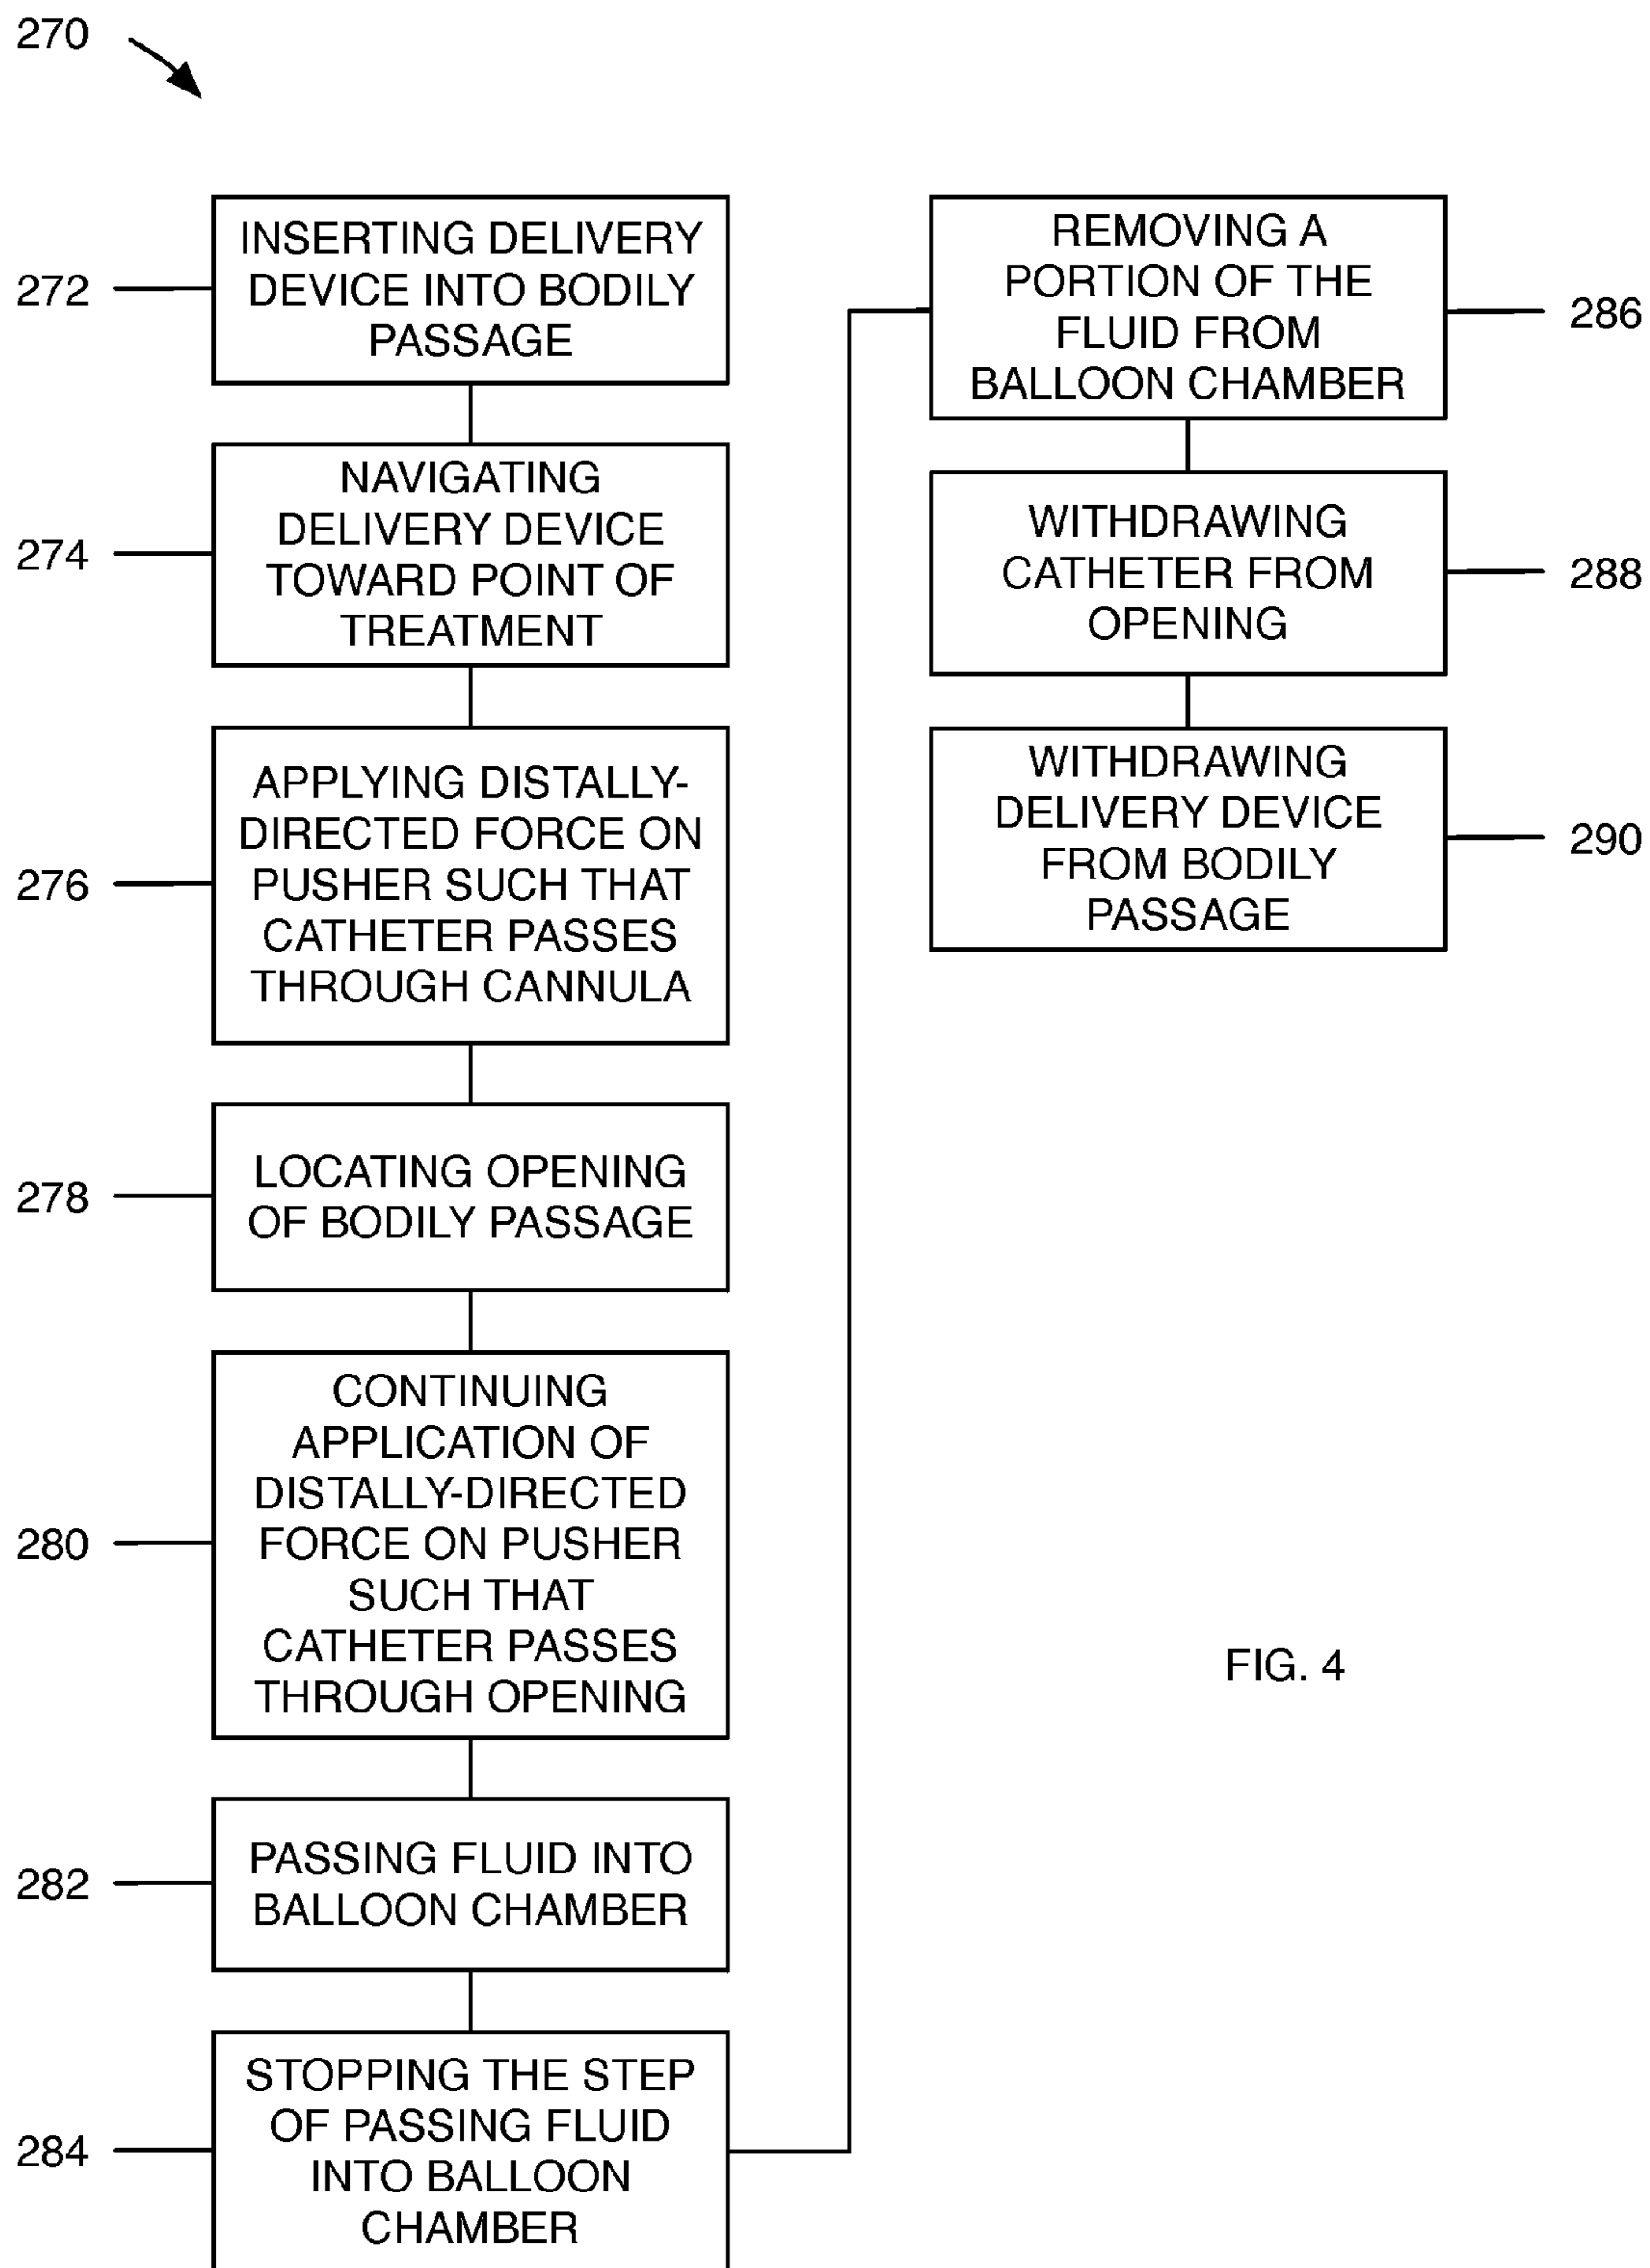 270
272
INSERTING DELIVERY
DEVICE INTO BODILY
PASSAGE
274
NAVIGATING
DELIVERY DEVICE
TOWARD POINT OF
TREATMENT
276
APPLYING DISTALLY-
DIRECTED FORCE ON
PUSHER SUCH THAT
CATHETER PASSES
THROUGH CANNULA
278
LOCATING OPENING
OF BODILY PASSAGE
280
CONTINUING
APPLICATION OF
DISTALLY-DIRECTED
FORCE ON PUSHER
SUCH THAT
CATHETER PASSES
THROUGH OPENING
282
PASSING FLUID INTO
BALLOON CHAMBER
284
STOPPING THE STEP
OF PASSING FLUID
INTO BALLOON
CHAMBER
REMOVING A
PORTION OF THE
FLUID FROM
BALLOON CHAMBER
286
WITHDRAWING
CATHETER FROM
OPENING
288
WITHDRAWING
DELIVERY DEVICE
FROM BODILY
PASSAGE
290
FIG. 4